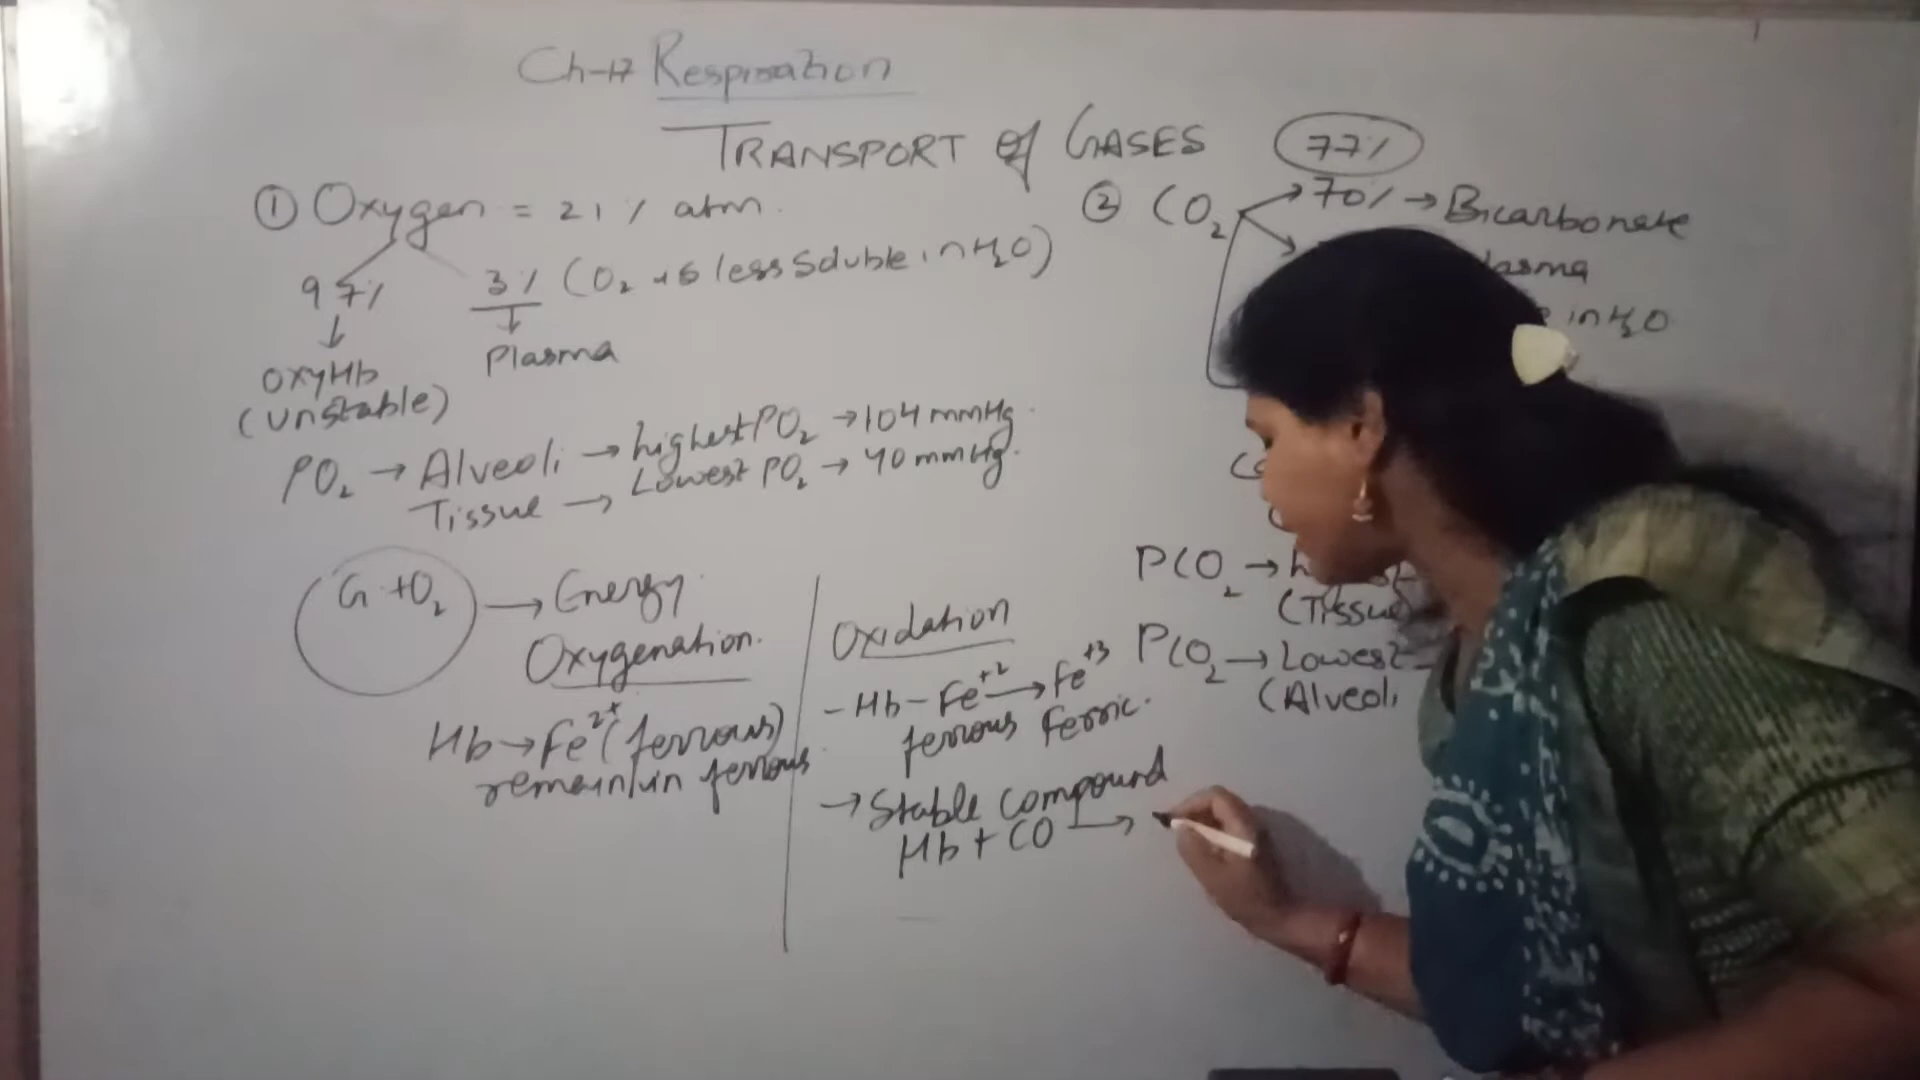 Ch-17 Respiration
TRANSPORT of GASES
77%
① Oxygen = 21% atm.
97%
3% (O₂ is less soluble in H₂O)
↓
↓
OxyHb
Plasma
(unstable)
PO₂ → Alveoli → highest PO₂ → 104 mmHg.
Tissue → Lowest PO₂ → 40 mmHg.
G + O₂ → Energy
Oxygenation.
Hb → Fe²⁺ (ferrous)
remain in ferrous
Oxidation
- Hb - Fe⁺² → Fe⁺³
ferrous Ferric.
→ Stable compound
Hb + CO →
② CO₂ → 70% → Bicarbonate
in H₂O
PCO₂ →
(Tissue)
PCO₂ → Lowest
(Alveoli